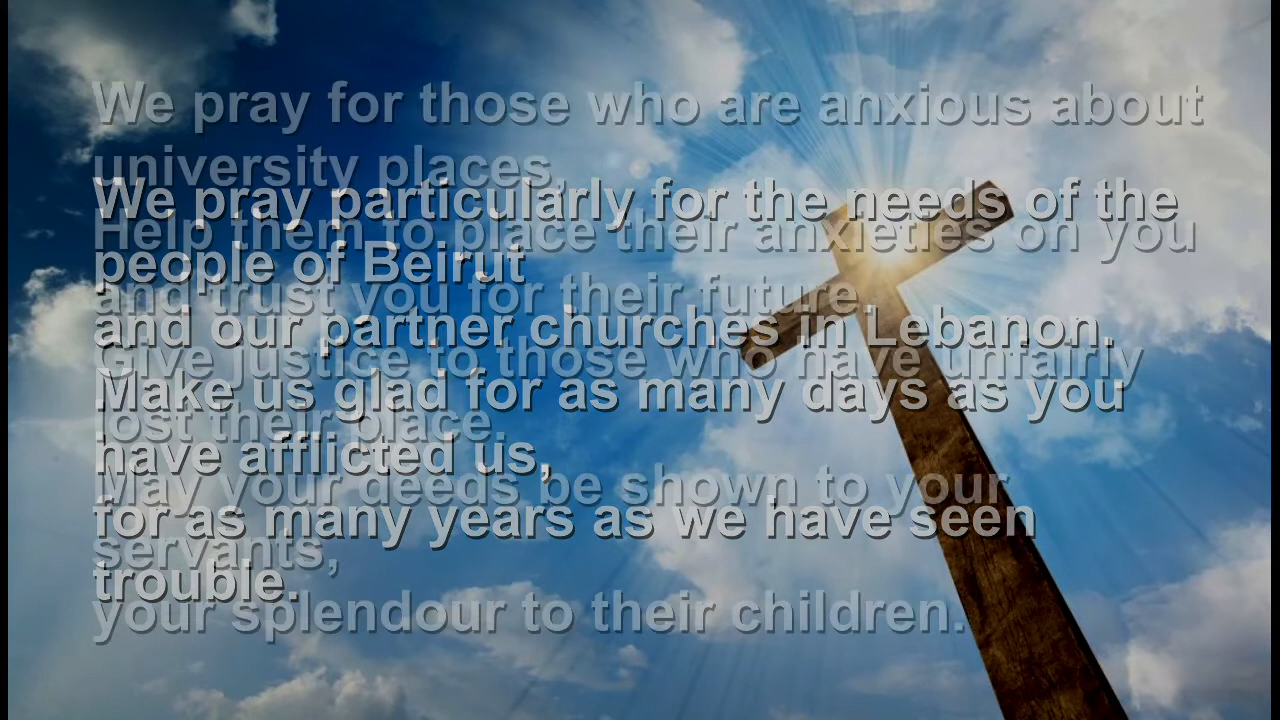 We pray for those who are anxious about
university places.
We pray particularly for the needs of the
Help them to place their anxieties on you
people of Beirut
and trust you for their future.
and our partner churches in Lebanon.
Give justice to those who have unfairly
Make us glad for as many days as you
lost their place.
have afflicted us,
May your deeds be shown to your
for as many years as we have seen
servants,
trouble.
your splendour to their children.